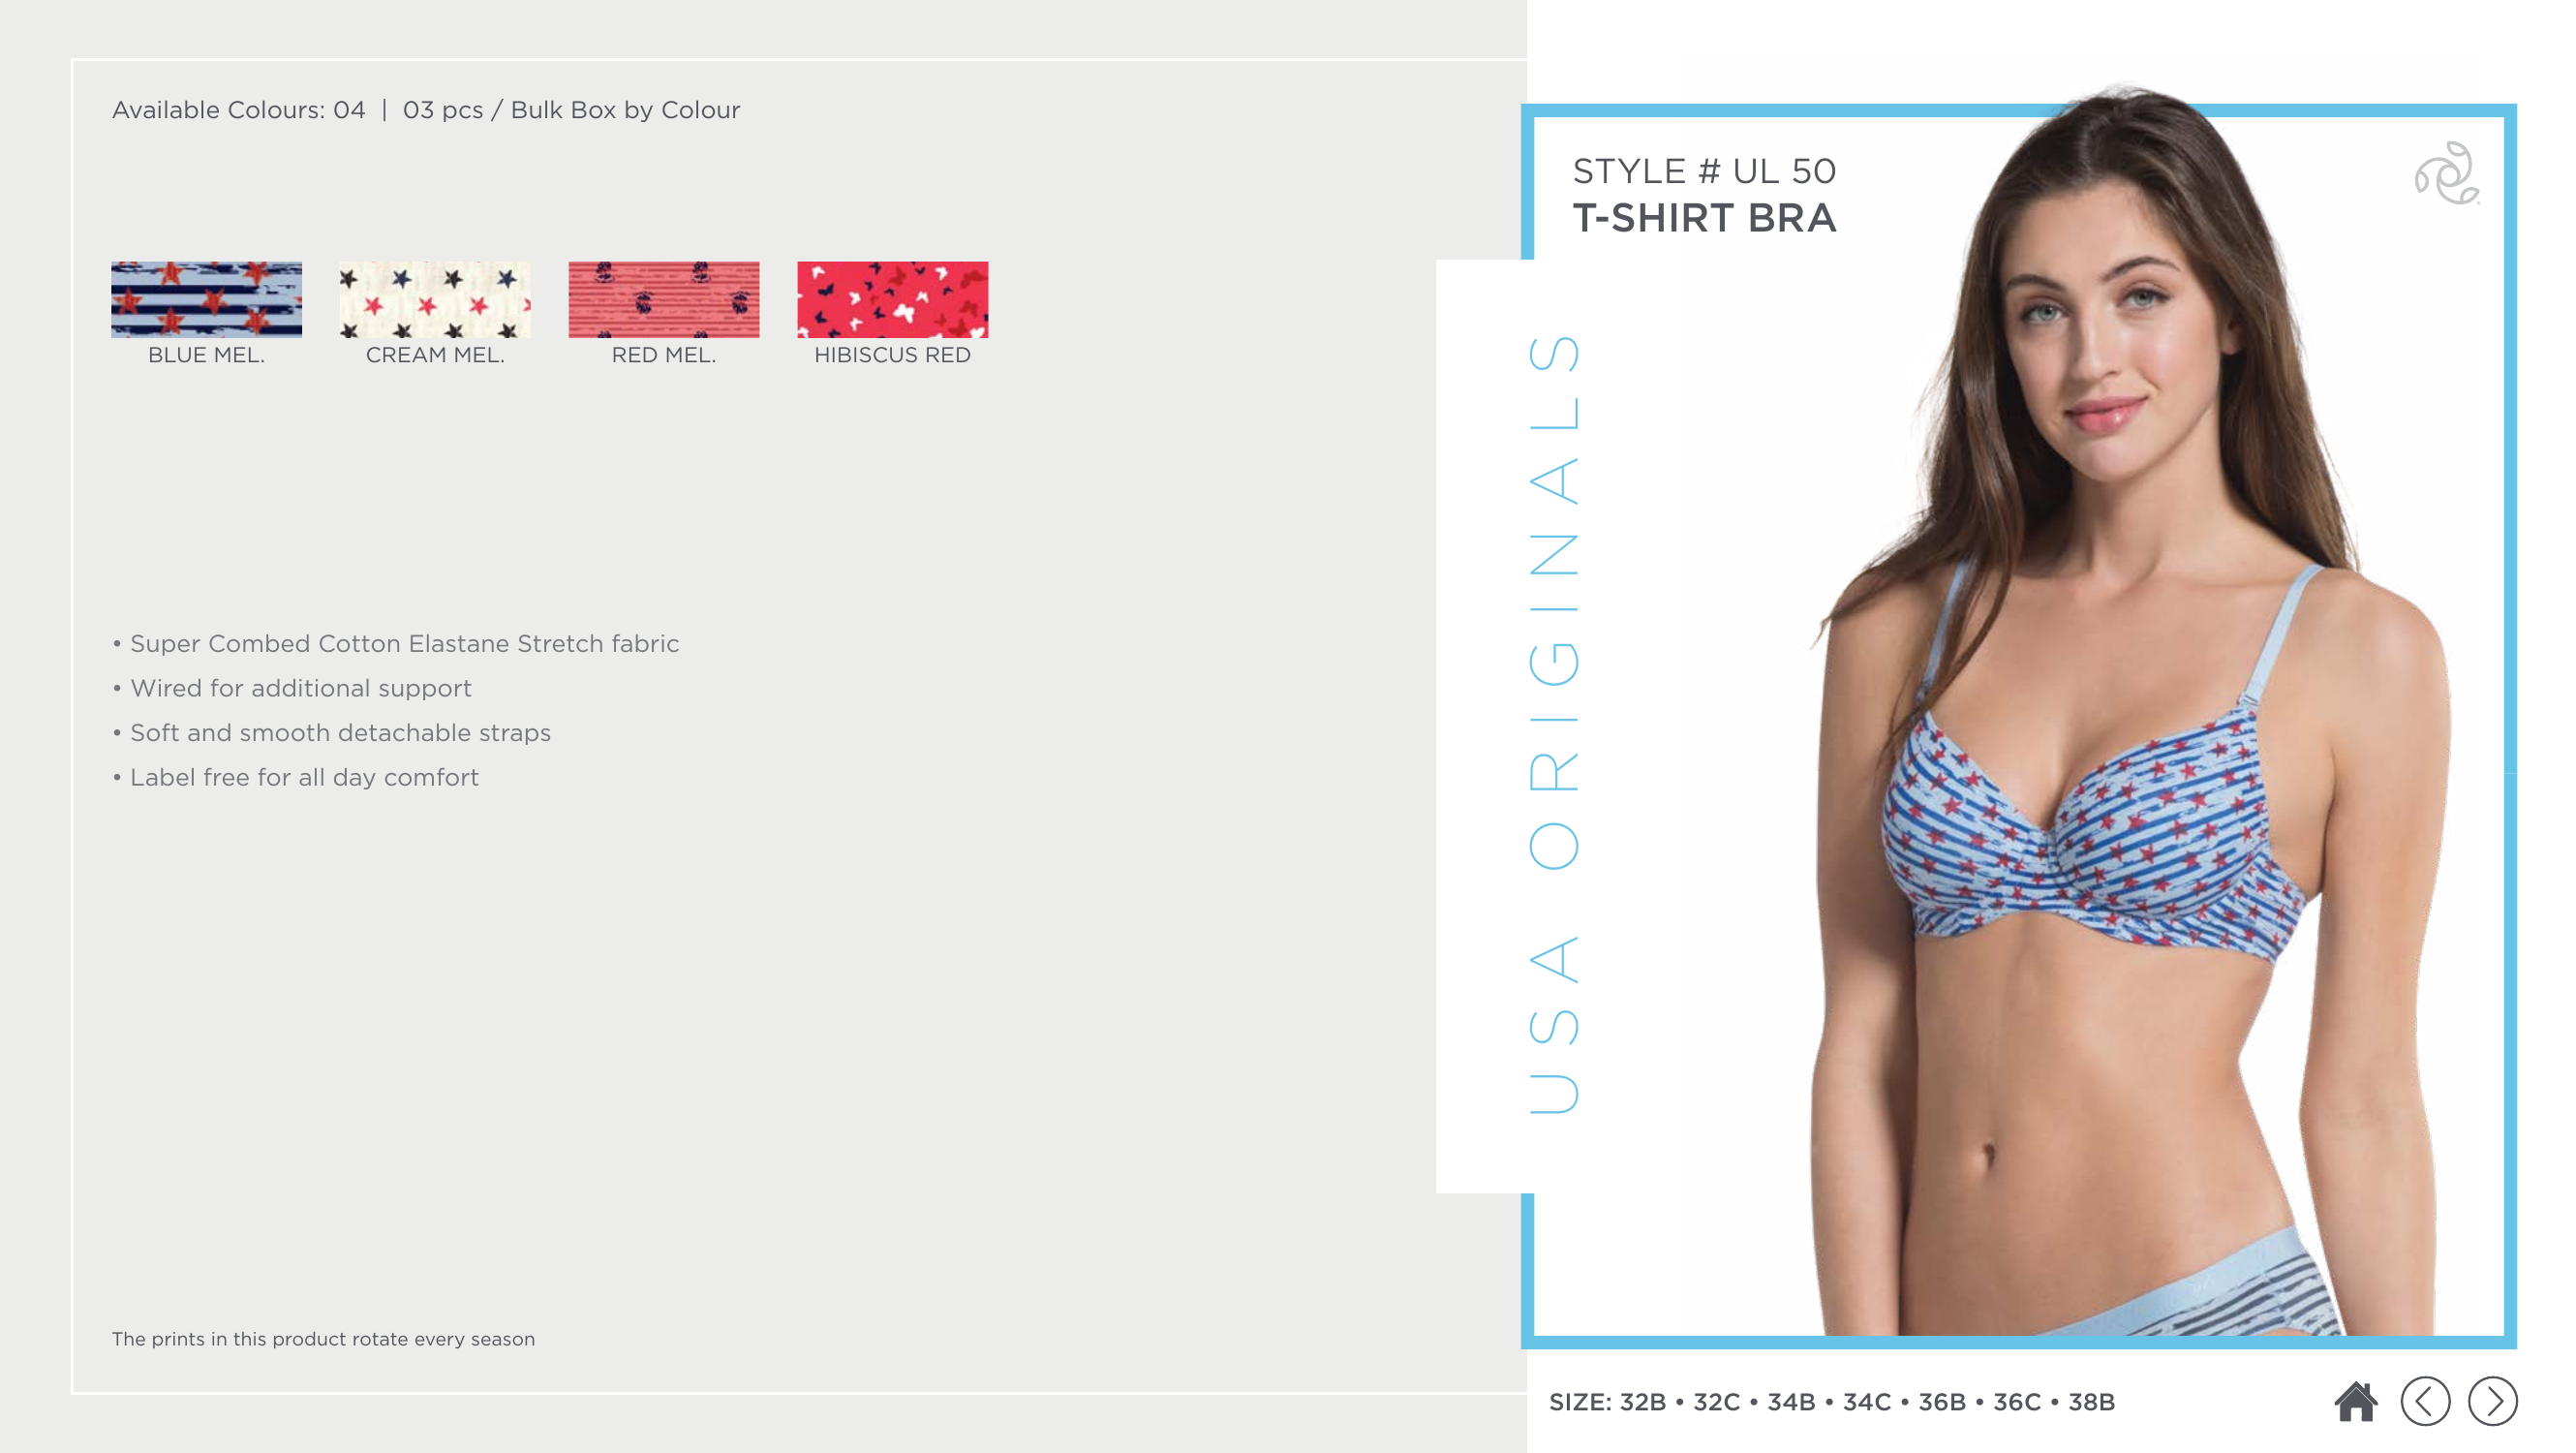 Available Colours: 04 | 03 pcs / Bulk Box by Colour
BLUE MEL.
CREAM MEL.
RED MEL.
HIBISCUS RED
• Super Combed Cotton Elastane Stretch fabric
• Wired for additional support
• Soft and smooth detachable straps
• Label free for all day comfort
The prints in this product rotate every season
STYLE # UL 50
T-SHIRT BRA
USA ORIGINALS
SIZE: 32B • 32C • 34B • 34C • 36B • 36C • 38B